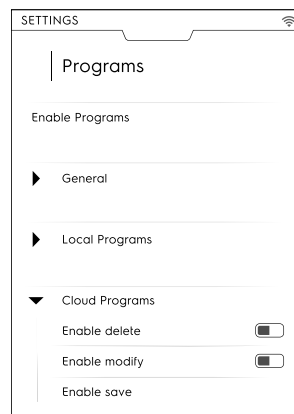 SETTINGS
Programs
Enable Programs
General
Local Programs
Cloud Programs
Enable delete
Enable modify
Enable save